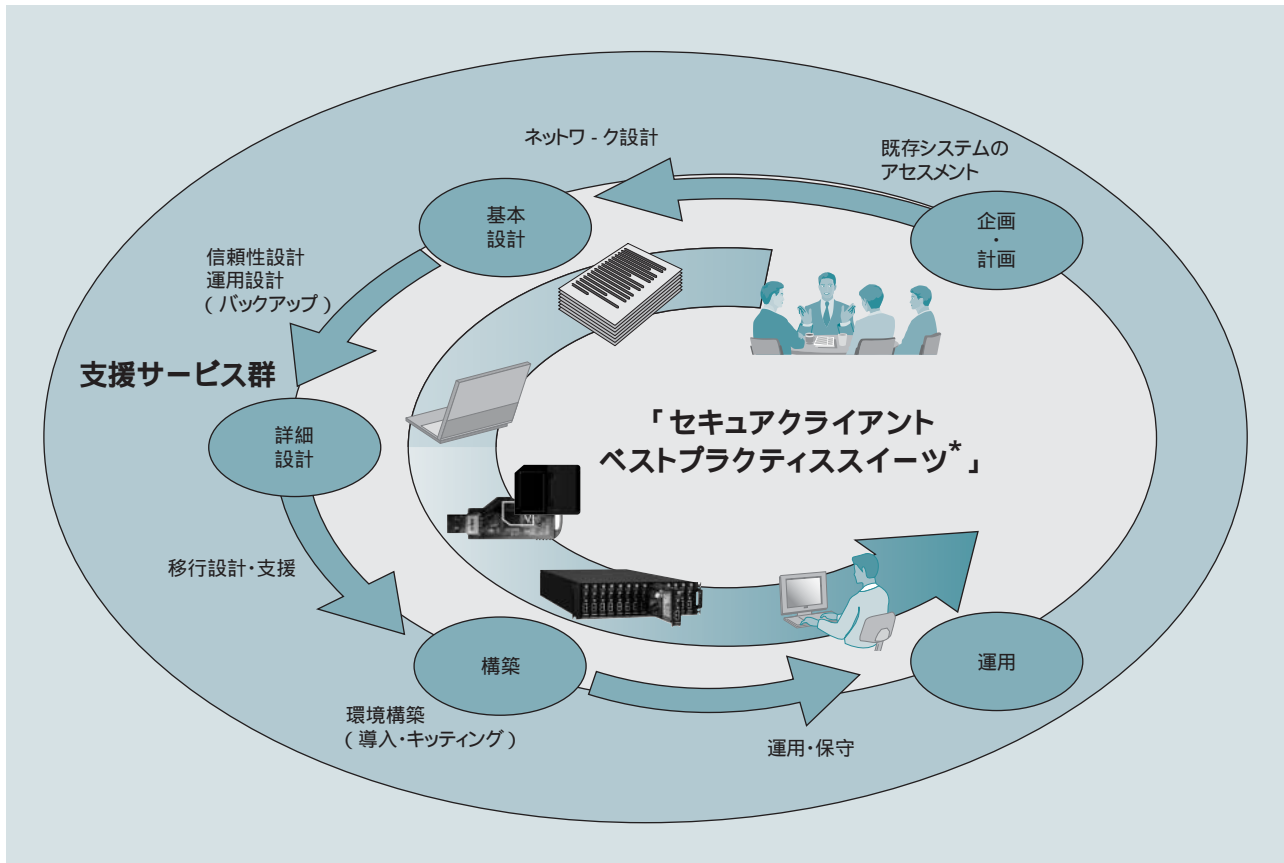 ネットワ-ク設計
既存システムの
アセスメント
企画
・
計画
基本
設計
信頼性設計
運用設計
(バックアップ)
支援サービス群
詳細
設計
「セキュアクライアント
ベストプラクティススイーツ*」
移行設計・支援
構築
運用
環境構築
(導入・キッティング)
運用・保守